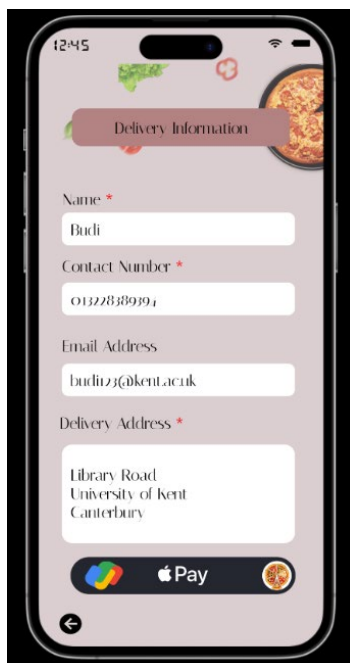 12:45
Delivery Information
Name *
Budi
Contact Number *
013228389394
Email Address
budi123@kent.ac.uk
Delivery Address *
Library Road
University of Kent
Canterbury
Pay